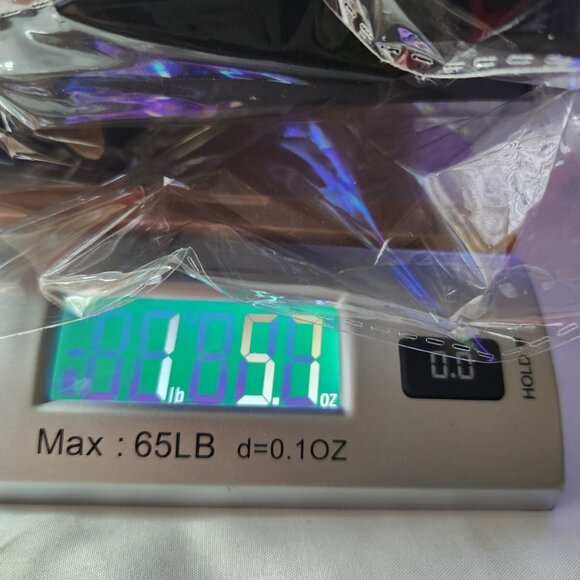 1 lb 5.7 oz
0.0
HOLD
Max : 65LB d=0.1OZ